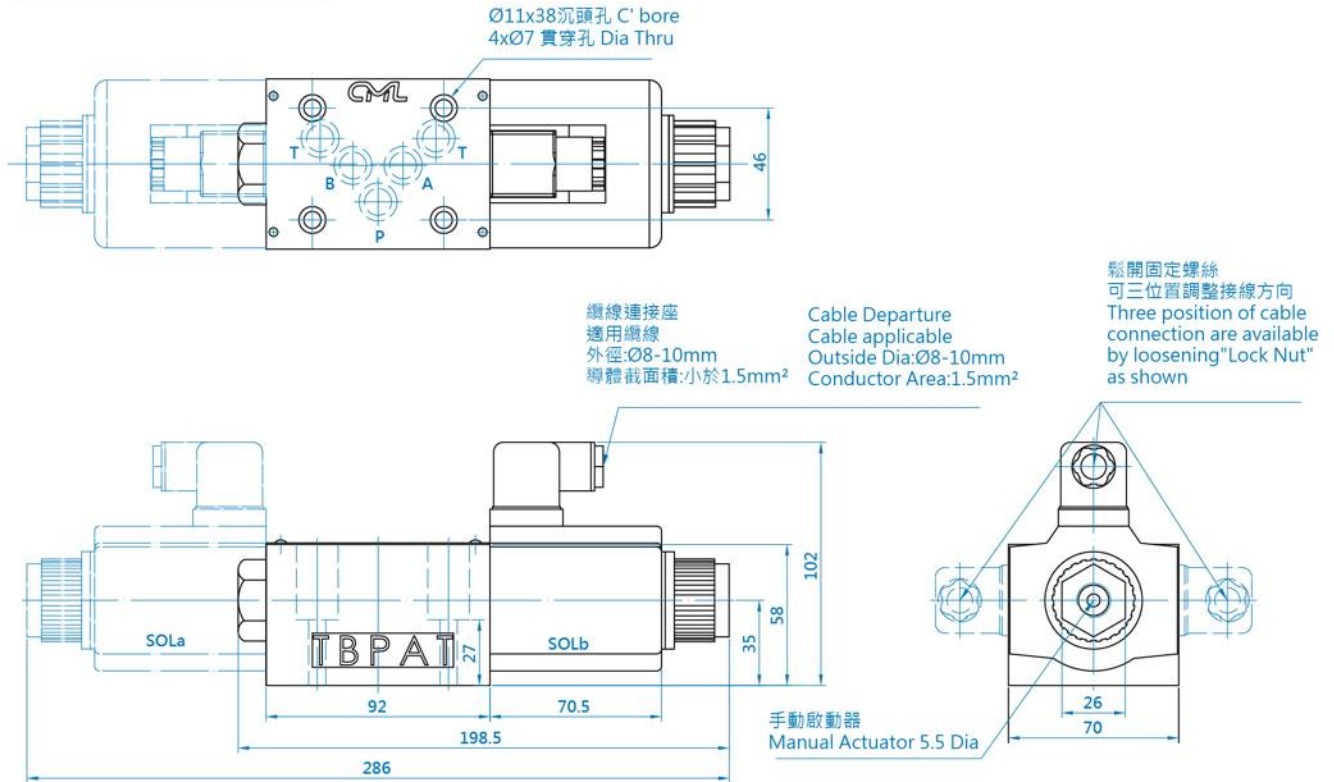 Ø11x38沉頭孔 C' bore
4xØ7 貫穿孔 Dia Thru
CML
T
T
B
A
P
46
纜線連接座
適用纜線
外徑:Ø8-10mm
導體截面積:小於1.5mm²
Cable Departure
Cable applicable
Outside Dia:Ø8-10mm
Conductor Area:1.5mm²
鬆開固定螺絲
可三位置調整接線方向
Three position of cable
connection are available
by loosening"Lock Nut"
as shown
SOLa
TBPAT
27
SOLb
35
58
102
92
70.5
198.5
286
手動啟動器
Manual Actuator 5.5 Dia
26
70